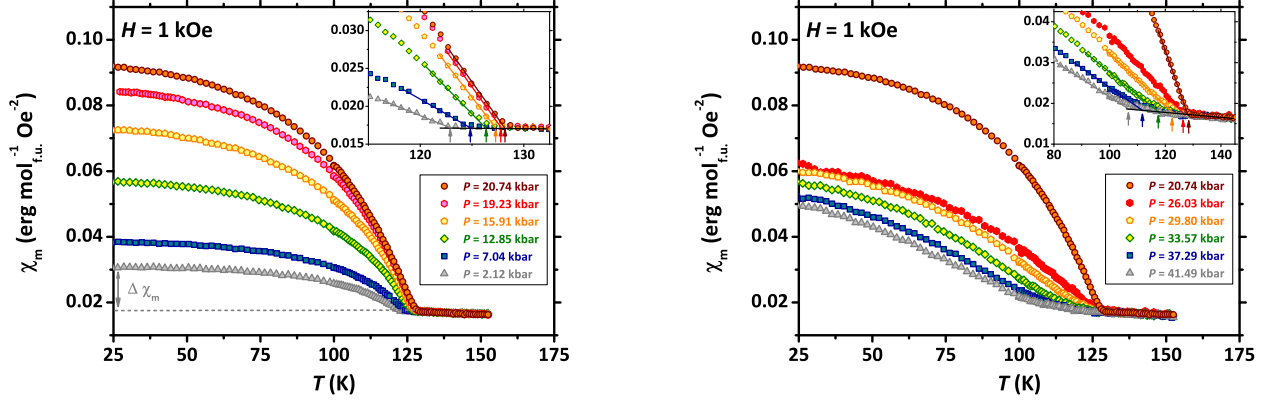 H = 1 kOe
χm (erg mol-1f.u. Oe-2)
0.10
0.08
0.06
0.04
0.02
25 50 75 100 125 150 175
T (K)
Δ χm
0.030
0.025
0.020
0.015
120 130
P = 20.74 kbar
P = 19.23 kbar
P = 15.91 kbar
P = 12.85 kbar
P = 7.04 kbar
P = 2.12 kbar
H = 1 kOe
χm (erg mol-1f.u. Oe-2)
0.10
0.08
0.06
0.04
0.02
25 50 75 100 125 150 175
T (K)
0.04
0.03
0.02
0.01
80 100 120 140
P = 20.74 kbar
P = 26.03 kbar
P = 29.80 kbar
P = 33.57 kbar
P = 37.29 kbar
P = 41.49 kbar